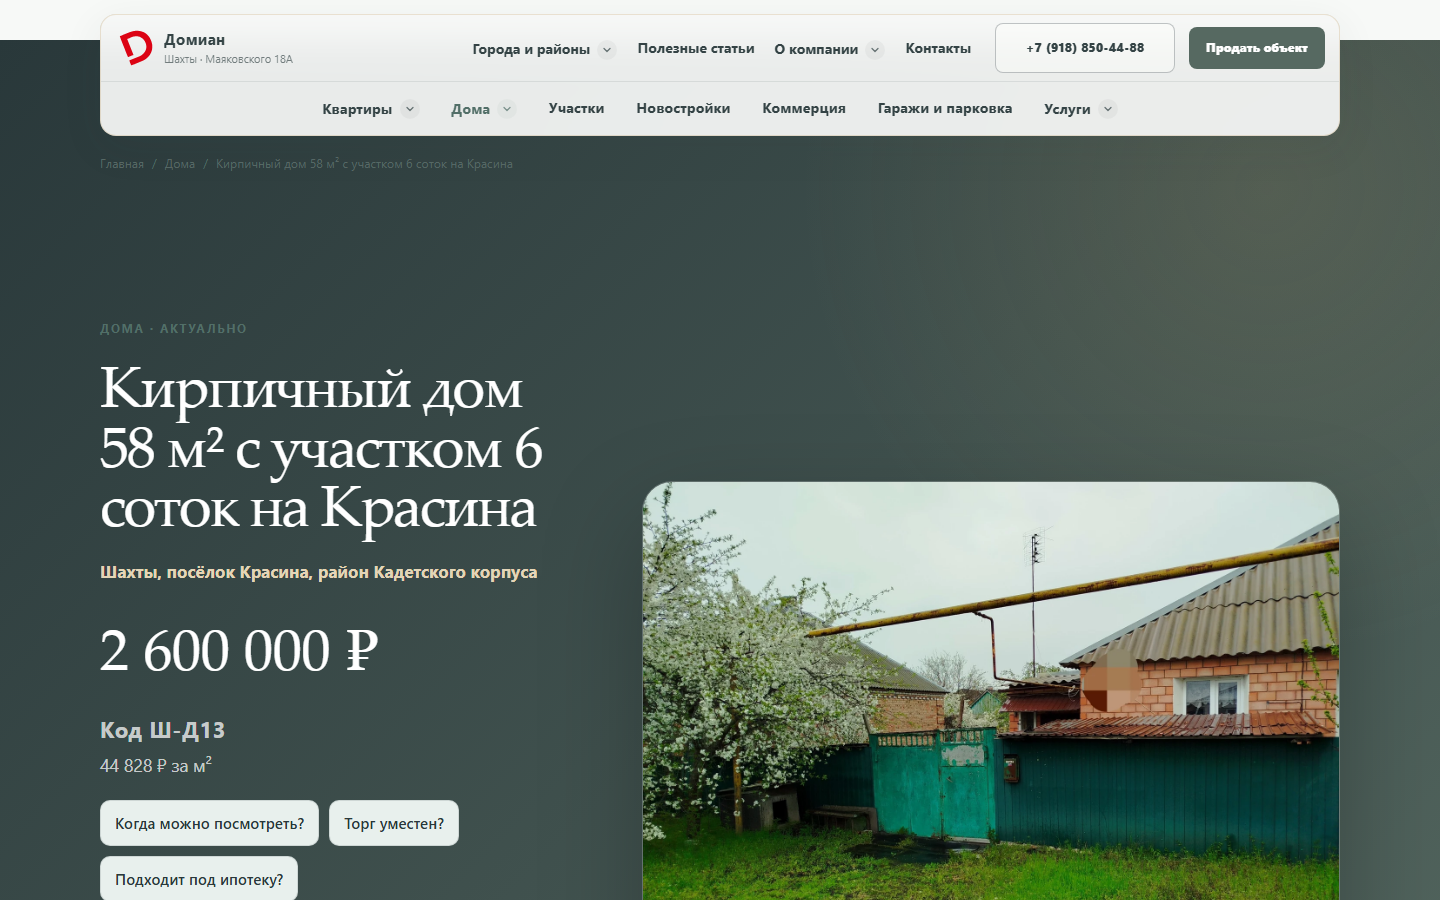 Домиан
Шахты · Маяковского 18А
Города и районы
Полезные статьи
О компании
Контакты
+7 (918) 850-44-88
Продать объект
Квартиры
Дома
Участки
Новостройки
Коммерция
Гаражи и парковка
Услуги
Главная / Дома / Кирпичный дом 58 м² с участком 6 соток на Красина
ДОМА · АКТУАЛЬНО
Кирпичный дом
58 м² с участком 6
соток на Красина
Шахты, посёлок Красина, район Кадетского корпуса
2 600 000 ₽
Код Ш-Д13
44 828 ₽ за м²
Когда можно посмотреть?
Торг уместен?
Подходит под ипотеку?